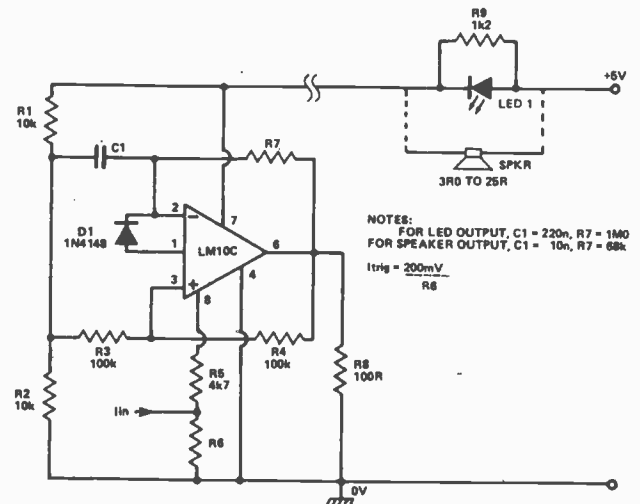 R9
1k2
+5V
LED 1
R1
10k
C1
R7
SPKR
3R0 TO 25R
2
7
D1
1N4148
1
LM10C
6
4
3
8
NOTES:
FOR LED OUTPUT, C1 = 220n, R7 = 1M0
FOR SPEAKER OUTPUT, C1 = 10n, R7 = 68k
Itrig = 200mV
R6
R3
100k
R4
100k
R2
10k
R5
4k7
R8
100R
Iin
R6
0V